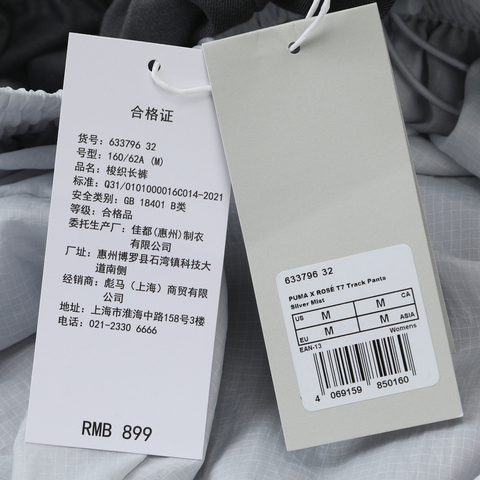 合格证
货号: 633796 32
号型: 160/62A (M)
品名: 梭织长裤
标准: Q31/0101000016C014-2021
安全类别: GB 18401 B类
等级: 合格品
委托生产厂: 佳都(惠州)制衣
有限公司
厂址: 惠州博罗县石湾镇科技大
道南侧
经销商: 彪马（上海）商贸有限
公司
地址: 上海市淮海中路158号3楼
电话: 021-2330 6666
RMB 899
633796 32
PUMA X ROSÉ T7 Track Pants
Silver Mist
US M M CA
EU M M ASIA
EAN-13 Womens
4 069159 850160